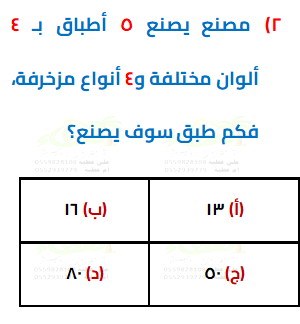 ٢) مصنع يصنع ٥ أطباق بـ ٤
ألوان مختلفة و٤ أنواع مزخرفة،
فكم طبق سوف يصنع؟
(أ) ١٣ (ب) ١٦
(ج) ٥٠ (د) ٨٠